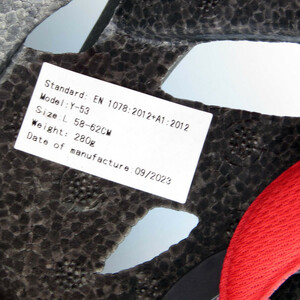 Standard: EN 1078:2012+A1:2012
Model:Y-53
Size:L 58-62CM
Weight: 280g
Date of manufacture 09/2023